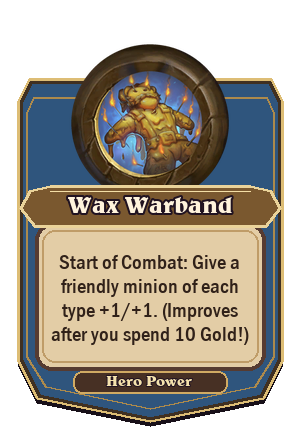 Wax Warband
Start of Combat: Give a
friendly minion of each
type +1/+1. (Improves
after you spend 10 Gold!)
Hero Power